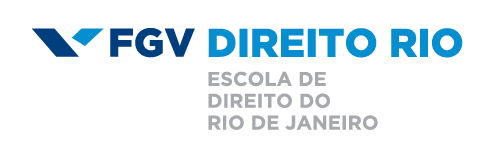 FGV DIREITO RIO
ESCOLA DE
DIREITO DO
RIO DE JANEIRO